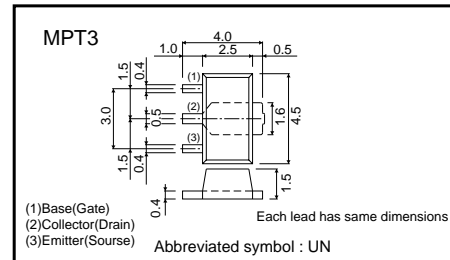 MPT3
4.0
1.0 2.5 0.5
(1)
(2)
(3)
1.5
0.4
3.0
0.5
1.5
0.4
1.6
4.5
0.4
1.5
(1)Base(Gate)
(2)Collector(Drain)
(3)Emitter(Sourse)
Each lead has same dimensions
Abbreviated symbol : UN